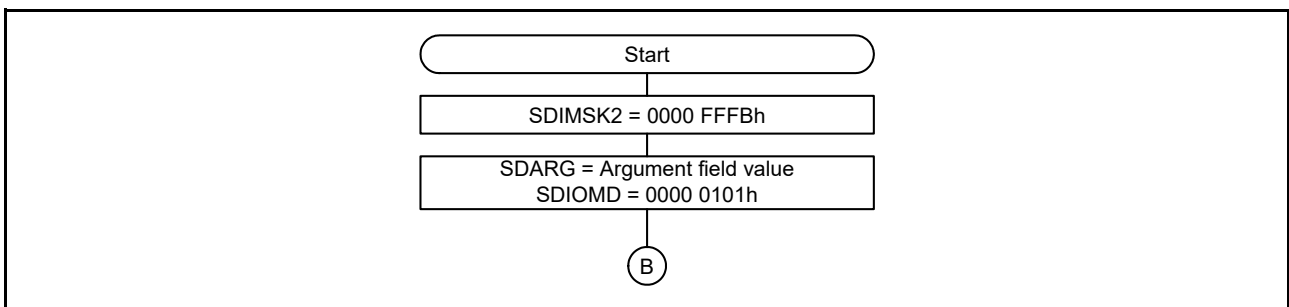 Start
SDIMSK2 = 0000 FFFBh
SDARG = Argument field value
SDIOMD = 0000 0101h
B